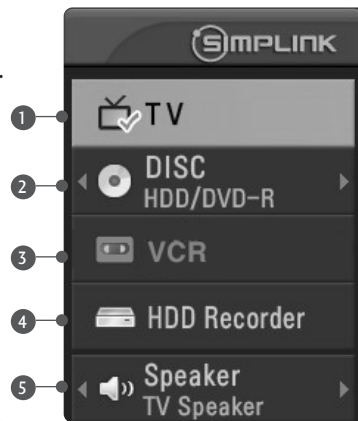 SIMPLINK
1 TV
2 DISC
HDD/DVD-R
3 VCR
4 HDD Recorder
5 Speaker
TV Speaker